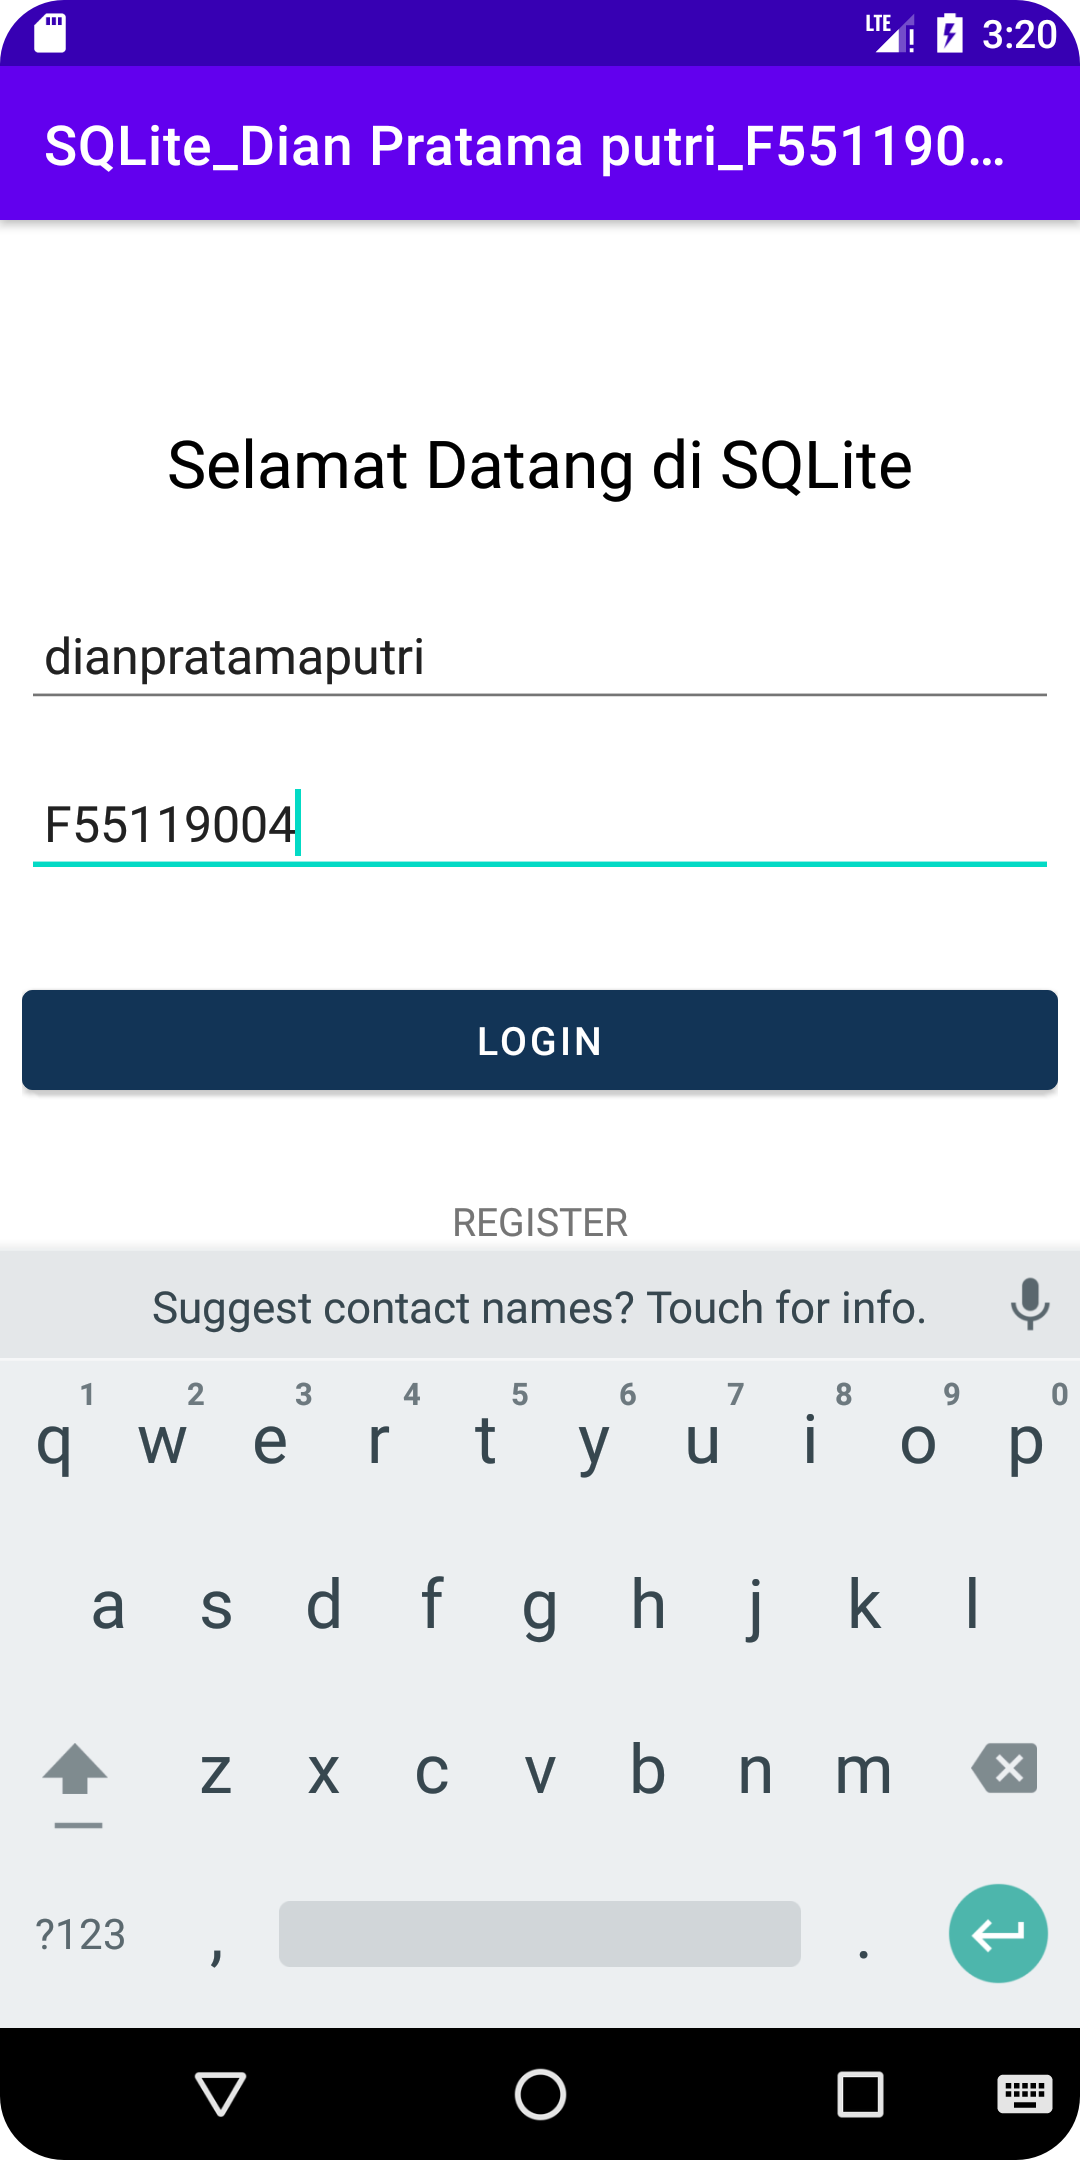 LTE ! 3:20
SQLite_Dian Pratama putri_F551190...
Selamat Datang di SQLite
dianpratamaputri
F55119004
LOGIN
REGISTER
Suggest contact names? Touch for info.
1 2 3 4 5 6 7 8 9 0
q w e r t y u i o p
a s d f g h j k l
z x c v b n m
?123 , .